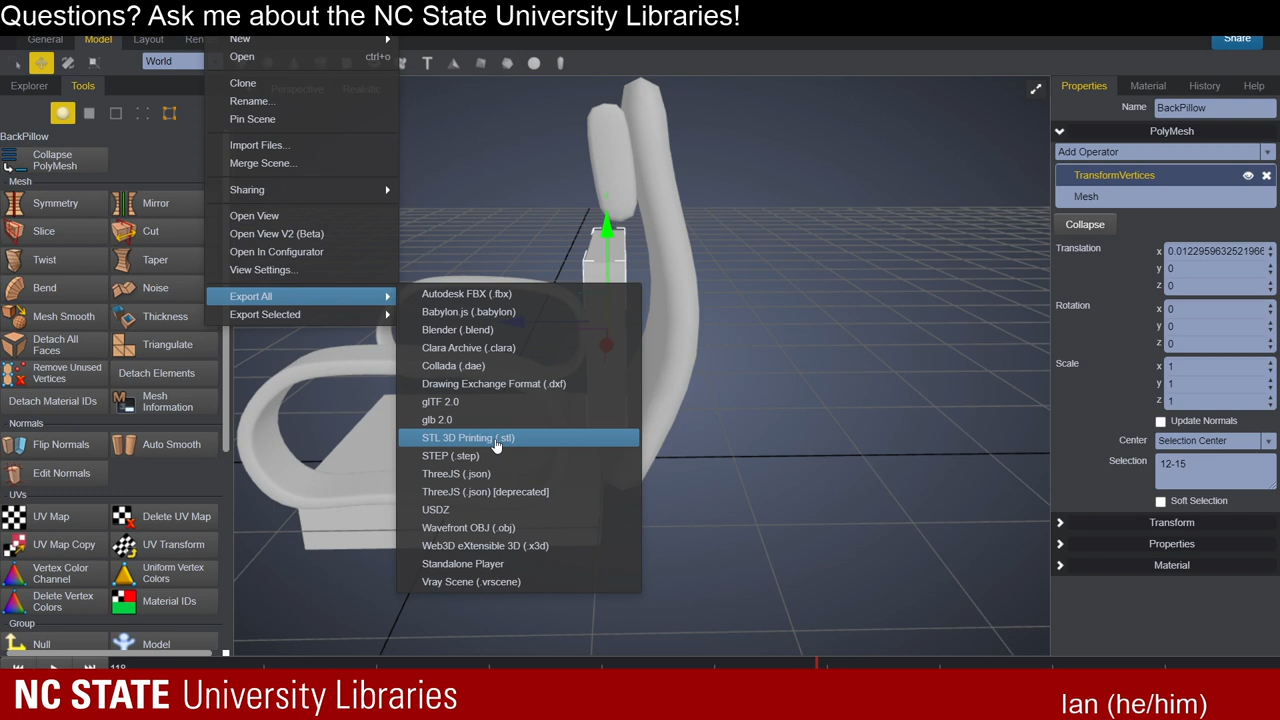 Questions? Ask me about the NC State University Libraries!
General Model Layout Share
World T
Explorer Tools
Perspective Realistic
BackPillow
Collapse PolyMesh
Mesh
Symmetry Mirror
Slice Cut
Twist Taper
Bend Noise
Mesh Smooth Thickness
Detach All Faces Triangulate
Remove Unused Vertices Detach Elements
Detach Material IDs Mesh Information
Normals
Flip Normals Auto Smooth
Edit Normals
UVs
UV Map Delete UV Map
UV Map Copy UV Transform
Vertex Color Channel Uniform Vertex Colors
Delete Vertex Colors Material IDs
Group
Null Model
New
Open ctrl+o
Clone
Rename...
Pin Scene
Import Files...
Merge Scene...
Sharing
Open View
Open View V2 (Beta)
Open In Configurator
View Settings...
Export All
Export Selected
Autodesk FBX (.fbx)
Babylon.js (.babylon)
Blender (.blend)
Clara Archive (.clara)
Collada (.dae)
Drawing Exchange Format (.dxf)
glTF 2.0
glb 2.0
STL 3D Printing (.stl)
STEP (.step)
ThreeJS (.json)
ThreeJS (.json) [deprecated]
USDZ
Wavefront OBJ (.obj)
Web3D eXtensible 3D (.x3d)
Standalone Player
Vray Scene (.vrscene)
Properties Material History Help
Name BackPillow
PolyMesh
Add Operator
TransformVertices
Mesh
Collapse
Translation x 0.0122959632521966
y 0
z 0
Rotation x 0
y 0
z 0
Scale x 1
y 1
z 1
Update Normals
Center Selection Center
Selection 12-15
Soft Selection
Transform
Properties
Material
NC STATE University Libraries
Ian (he/him)